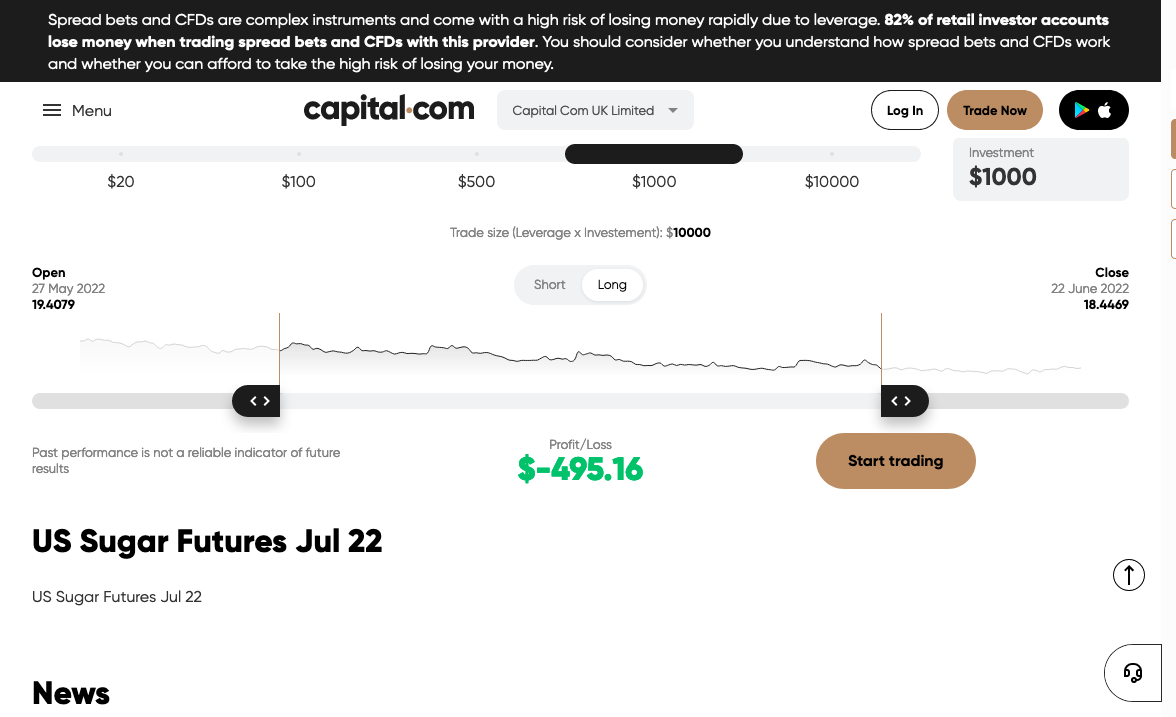 Spread bets and CFDs are complex instruments and come with a high risk of losing money rapidly due to leverage. 82% of retail investor accounts
lose money when trading spread bets and CFDs with this provider. You should consider whether you understand how spread bets and CFDs work
and whether you can afford to take the high risk of losing your money.
Menu
capital.com
Capital Com UK Limited
Log In
Trade Now
$20
$100
$500
$1000
$10000
Investment
$1000
Trade size (Leverage x Investement): $10000
Open
27 May 2022
19.4079
Short
Long
Close
22 June 2022
18.4469
Past performance is not a reliable indicator of future
results
Profit/Loss
$-495.16
Start trading
US Sugar Futures Jul 22
US Sugar Futures Jul 22
News